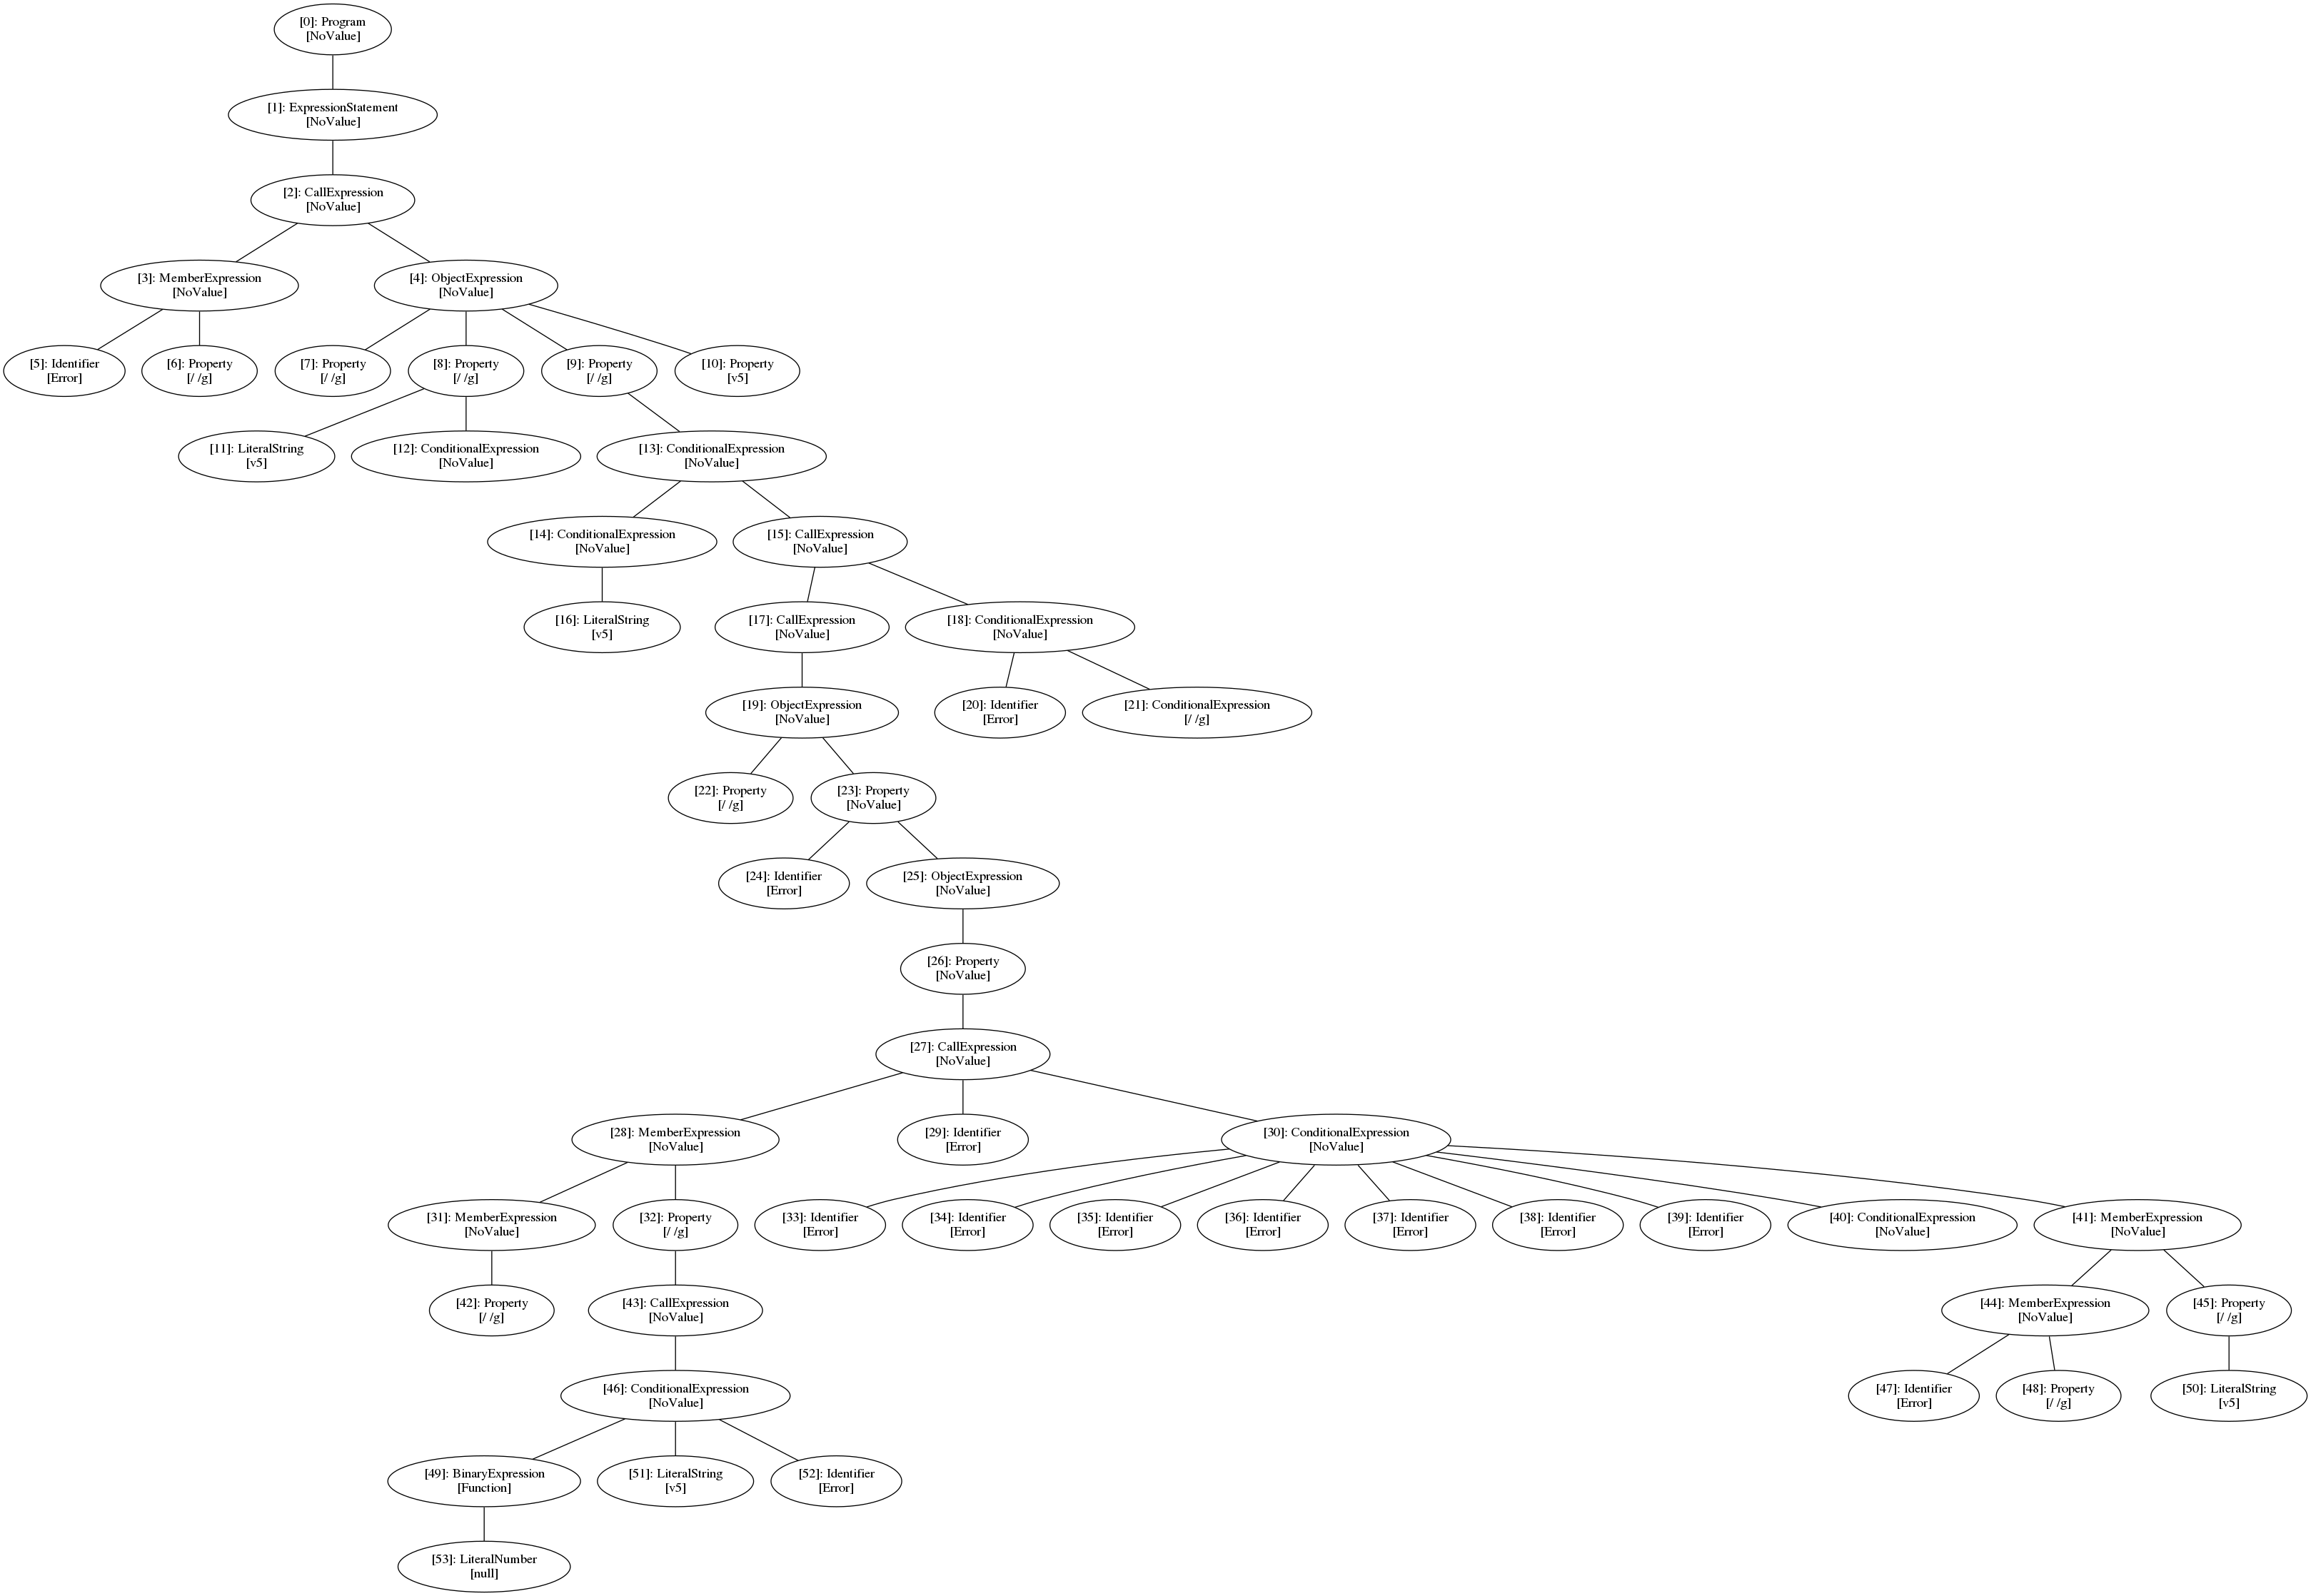 [0]: Program
[NoValue]
[1]: ExpressionStatement
[NoValue]
[2]: CallExpression
[NoValue]
[3]: MemberExpression
[NoValue]
[4]: ObjectExpression
[NoValue]
[5]: Identifier
[Error]
[6]: Property
[/ /g]
[7]: Property
[/ /g]
[8]: Property
[/ /g]
[9]: Property
[/ /g]
[10]: Property
[v5]
[11]: LiteralString
[v5]
[12]: ConditionalExpression
[NoValue]
[13]: ConditionalExpression
[NoValue]
[14]: ConditionalExpression
[NoValue]
[15]: CallExpression
[NoValue]
[16]: LiteralString
[v5]
[17]: CallExpression
[NoValue]
[18]: ConditionalExpression
[NoValue]
[19]: ObjectExpression
[NoValue]
[20]: Identifier
[Error]
[21]: ConditionalExpression
[/ /g]
[22]: Property
[/ /g]
[23]: Property
[NoValue]
[24]: Identifier
[Error]
[25]: ObjectExpression
[NoValue]
[26]: Property
[NoValue]
[27]: CallExpression
[NoValue]
[28]: MemberExpression
[NoValue]
[29]: Identifier
[Error]
[30]: ConditionalExpression
[NoValue]
[31]: MemberExpression
[NoValue]
[32]: Property
[/ /g]
[33]: Identifier
[Error]
[34]: Identifier
[Error]
[35]: Identifier
[Error]
[36]: Identifier
[Error]
[37]: Identifier
[Error]
[38]: Identifier
[Error]
[39]: Identifier
[Error]
[40]: ConditionalExpression
[NoValue]
[41]: MemberExpression
[NoValue]
[42]: Property
[/ /g]
[43]: CallExpression
[NoValue]
[44]: MemberExpression
[NoValue]
[45]: Property
[/ /g]
[46]: ConditionalExpression
[NoValue]
[47]: Identifier
[Error]
[48]: Property
[/ /g]
[50]: LiteralString
[v5]
[49]: BinaryExpression
[Function]
[51]: LiteralString
[v5]
[52]: Identifier
[Error]
[53]: LiteralNumber
[null]